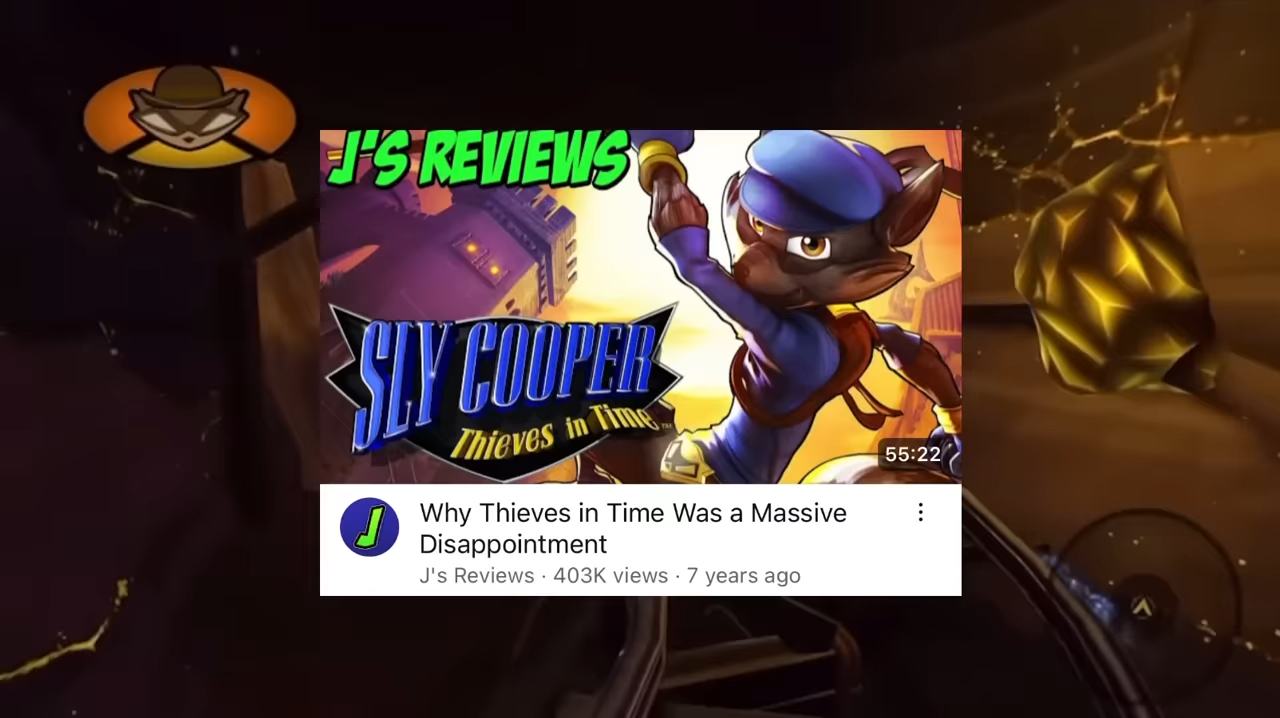 J'S REVIEWS
SLY COOPER
Thieves in Time™
55:22
J
Why Thieves in Time Was a Massive
Disappointment
J's Reviews · 403K views · 7 years ago